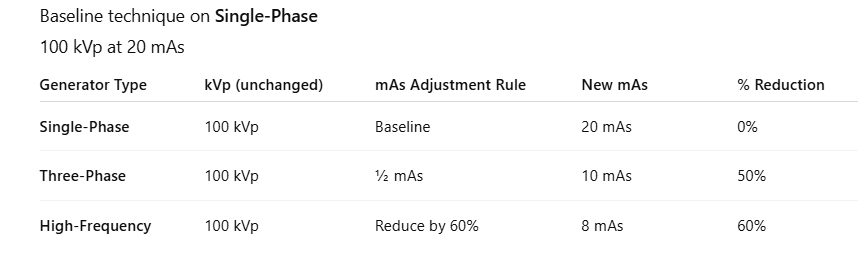 Baseline technique on Single-Phase
100 kVp at 20 mAs
Generator Type kVp (unchanged) mAs Adjustment Rule New mAs % Reduction
Single-Phase 100 kVp Baseline 20 mAs 0%
Three-Phase 100 kVp ½ mAs 10 mAs 50%
High-Frequency 100 kVp Reduce by 60% 8 mAs 60%